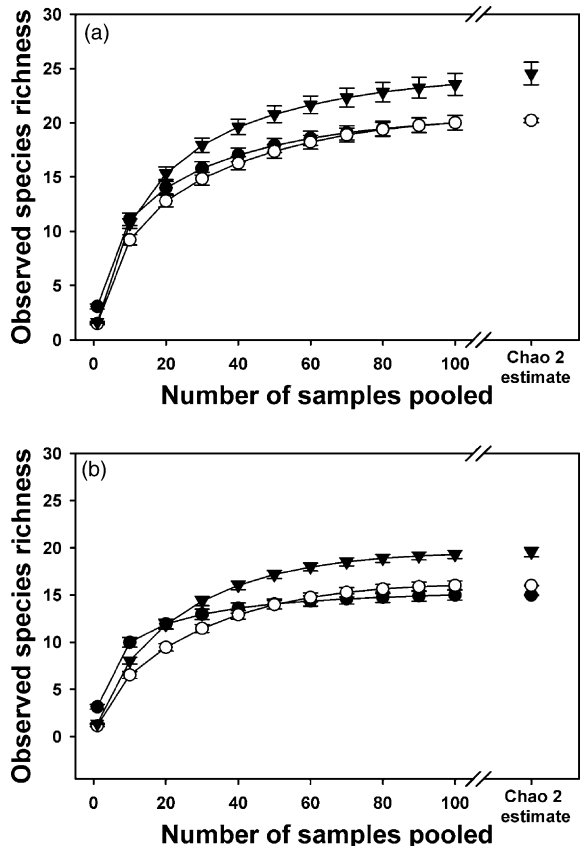 30
(a)
25
20
15
10
5
0
Observed species richness
0 20 40 60 80 100
Chao 2
estimate
Number of samples pooled
30
(b)
25
20
15
10
5
0
Observed species richness
0 20 40 60 80 100
Chao 2
estimate
Number of samples pooled